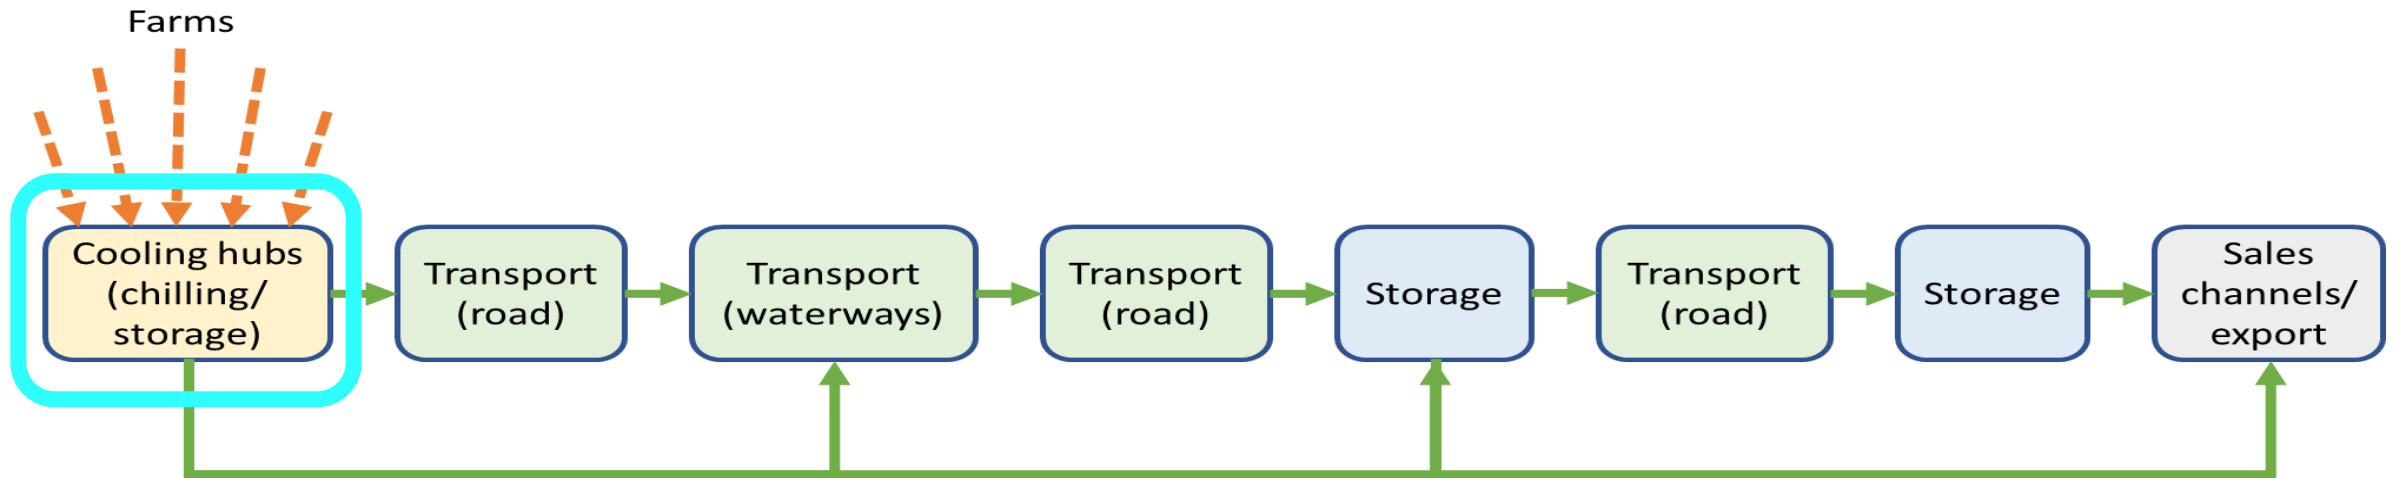 Farms
Cooling hubs
(chilling/
storage)
Transport
(road)
Transport
(waterways)
Transport
(road)
Storage
Transport
(road)
Storage
Sales
channels/
export